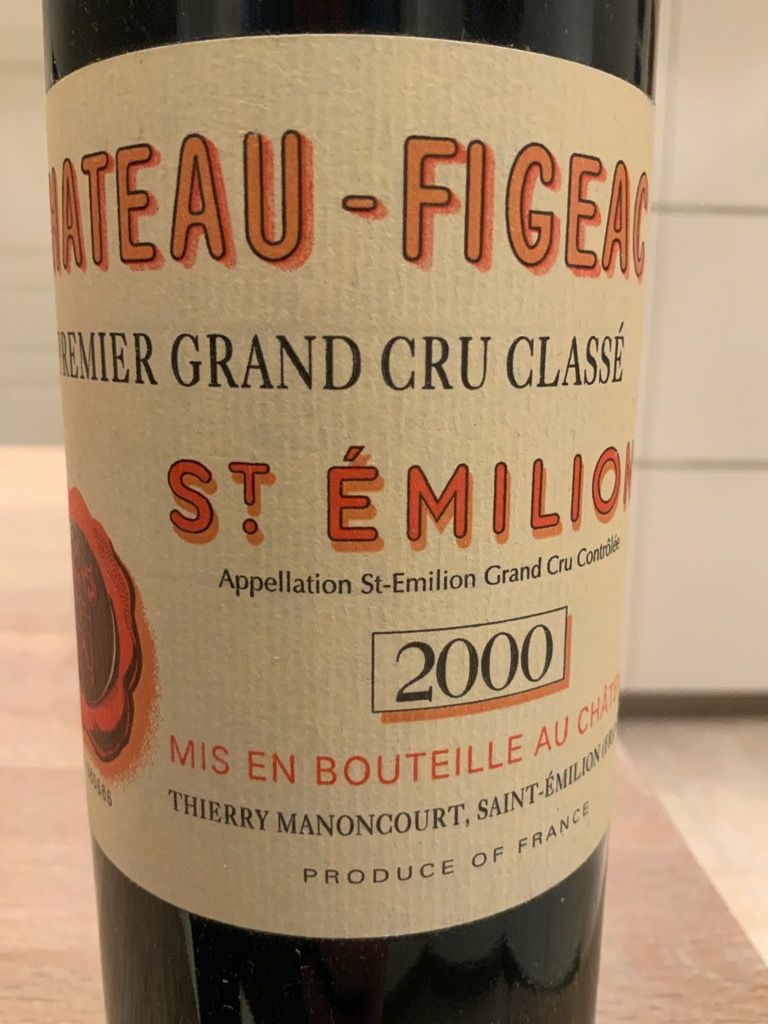 HATEAU-FIGEAC
PREMIER GRAND CRU CLASSÉ
ST. ÉMILION
Appellation St-Emilion Grand Cru Contrôlée
2000
MIS EN BOUTEILLE AU CHÂT
THIERRY MANONCOURT, SAINT-ÉMILION
PRODUCE OF FRANCE